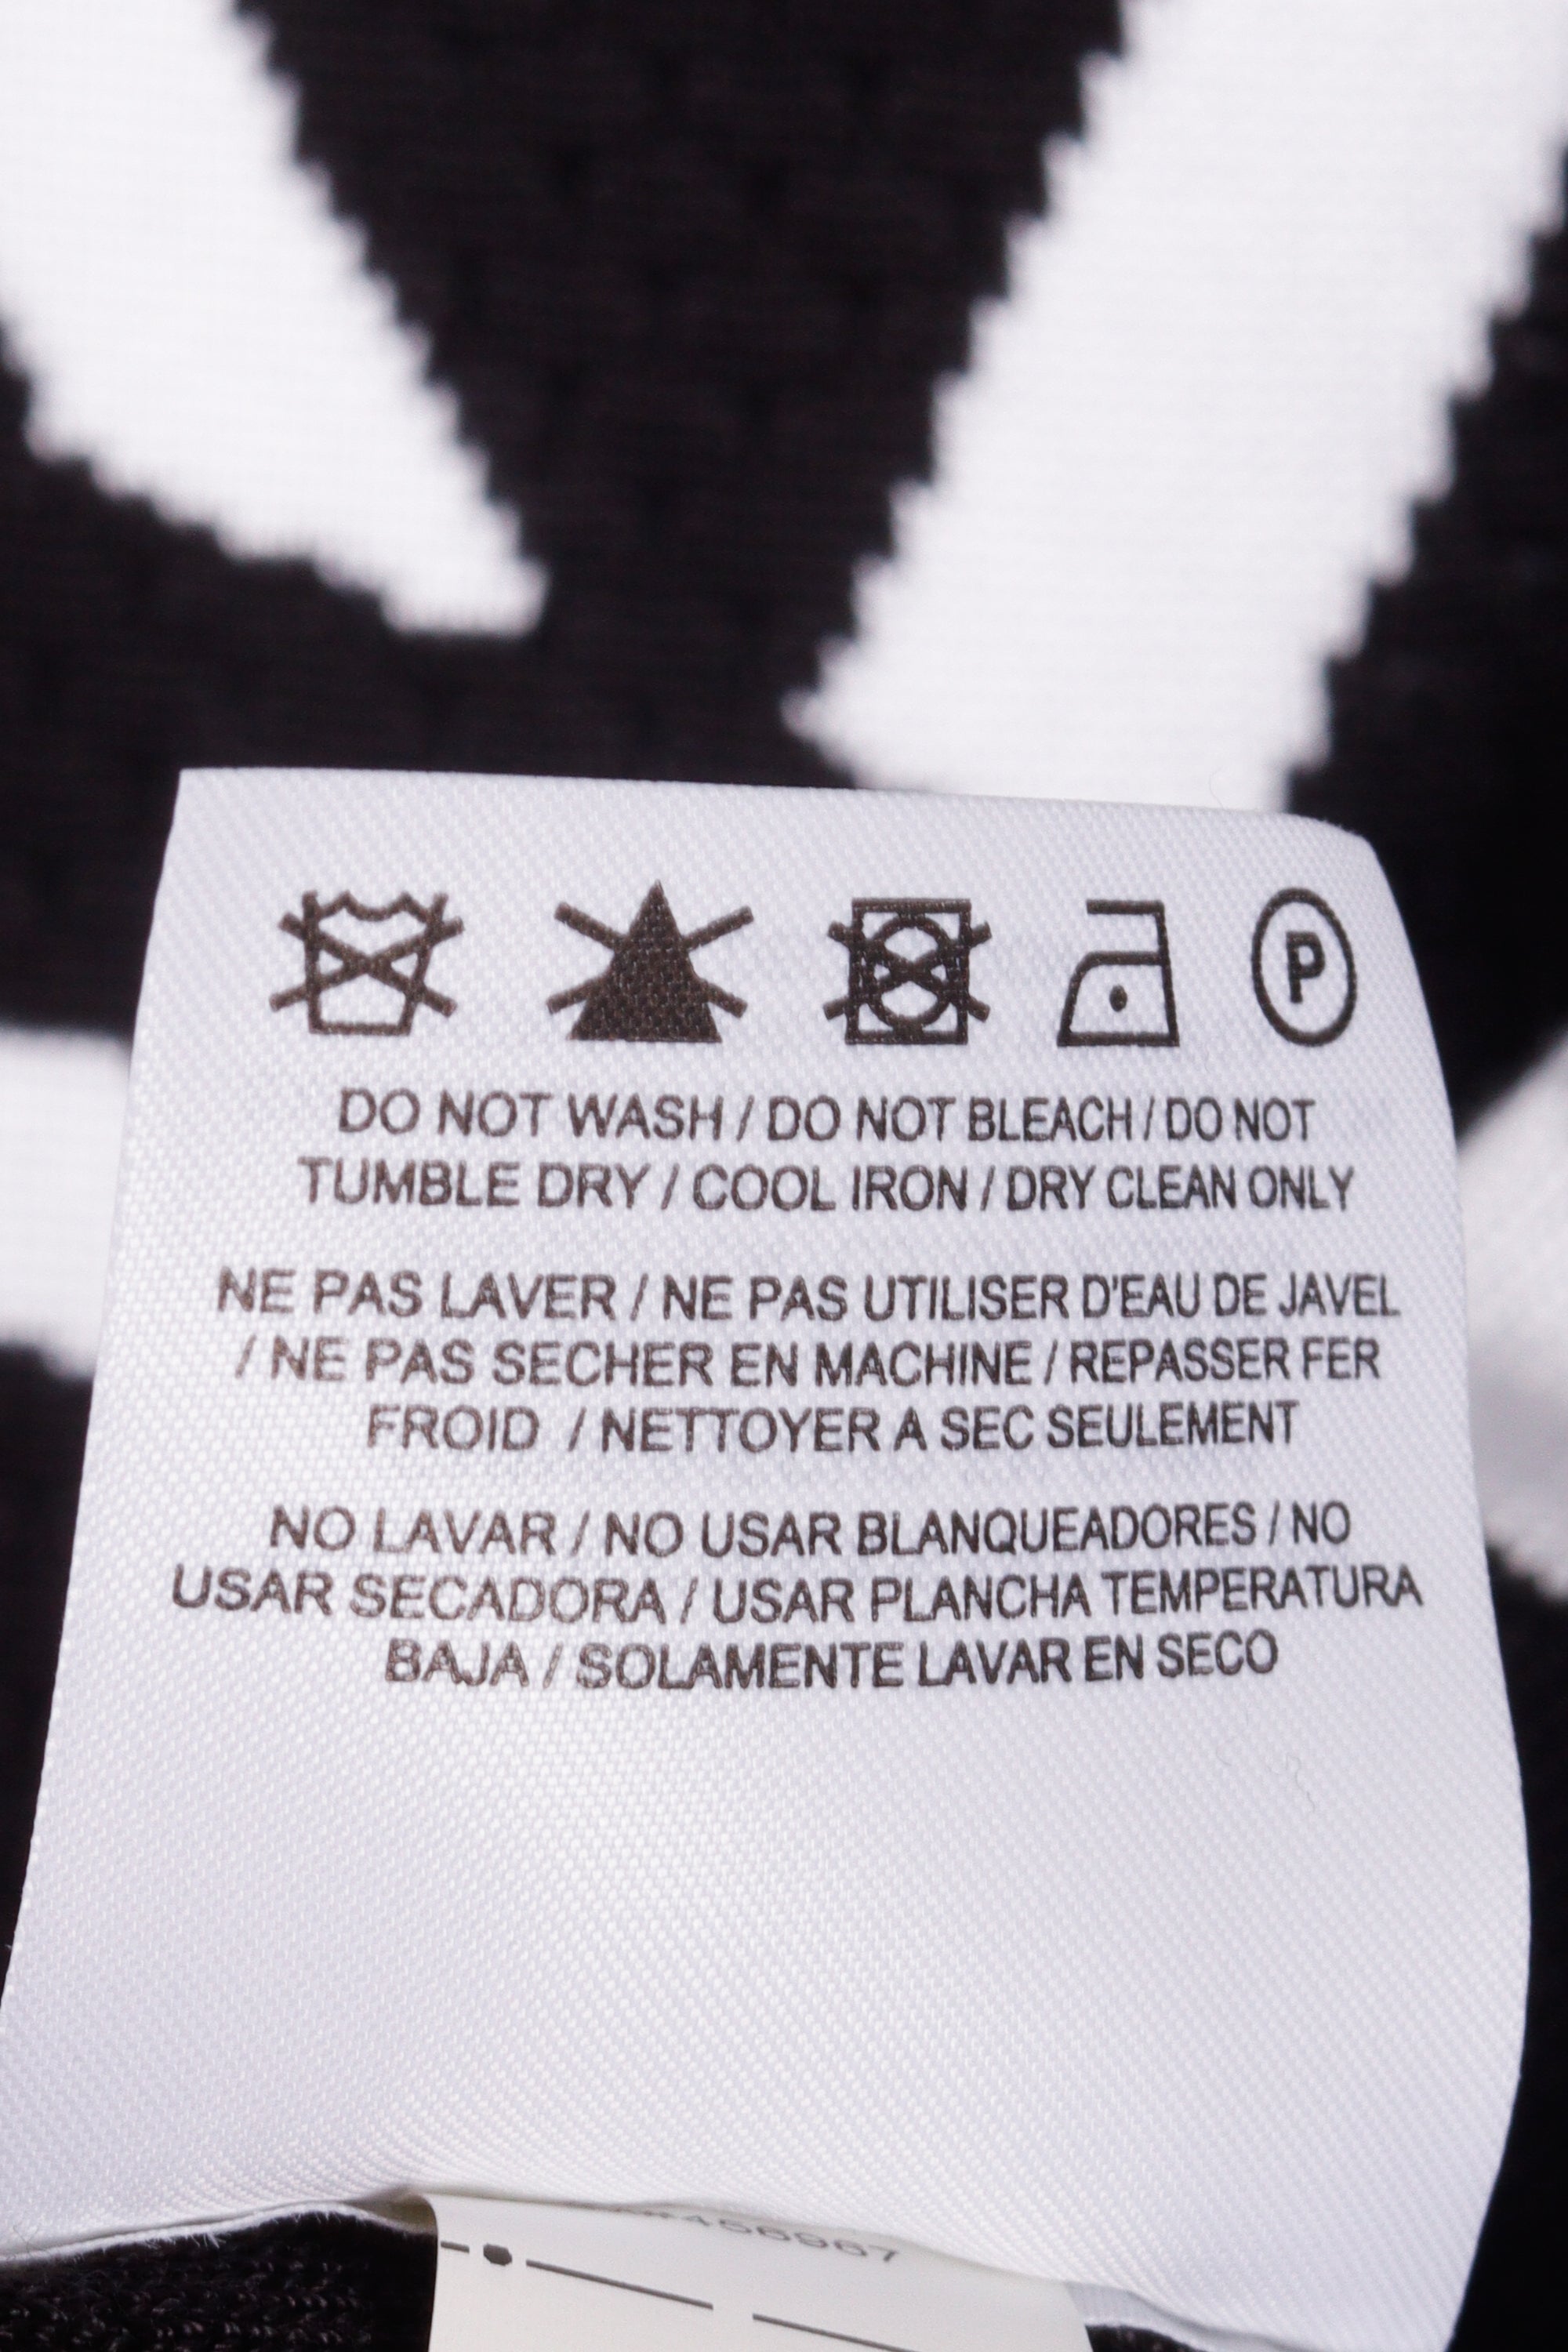 P
DO NOT WASH / DO NOT BLEACH / DO NOT
TUMBLE DRY / COOL IRON / DRY CLEAN ONLY
NE PAS LAVER / NE PAS UTILISER D'EAU DE JAVEL
/ NE PAS SECHER EN MACHINE / REPASSER FER
FROID / NETTOYER A SEC SEULEMENT
NO LAVAR / NO USAR BLANQUEADORES / NO
USAR SECADORA / USAR PLANCHA TEMPERATURA
BAJA / SOLAMENTE LAVAR EN SECO